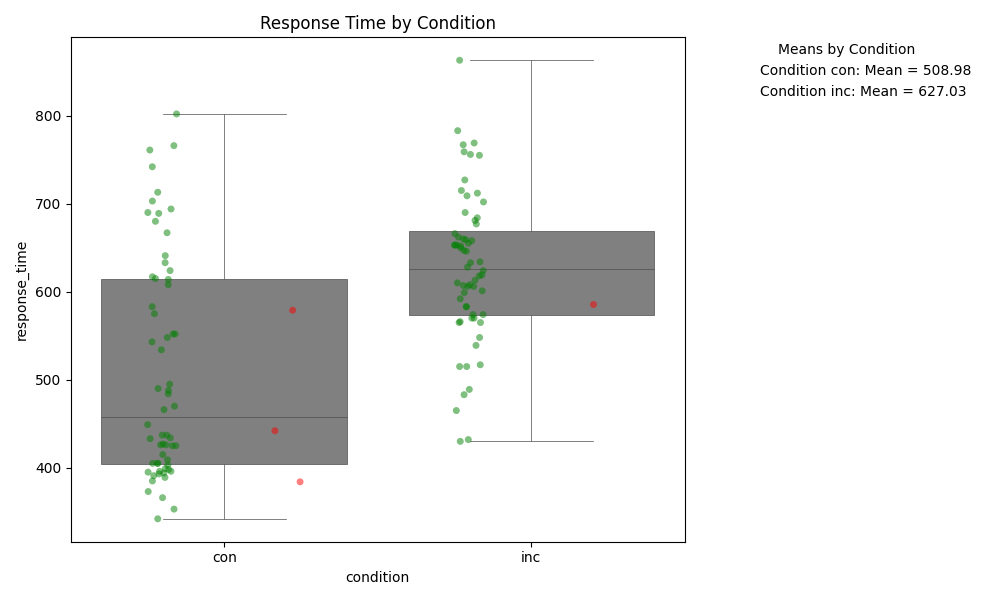 Response Time by Condition
Means by Condition
Condition con: Mean = 508.98
Condition inc: Mean = 627.03
800
700
600
500
400
response_time
con
inc
condition